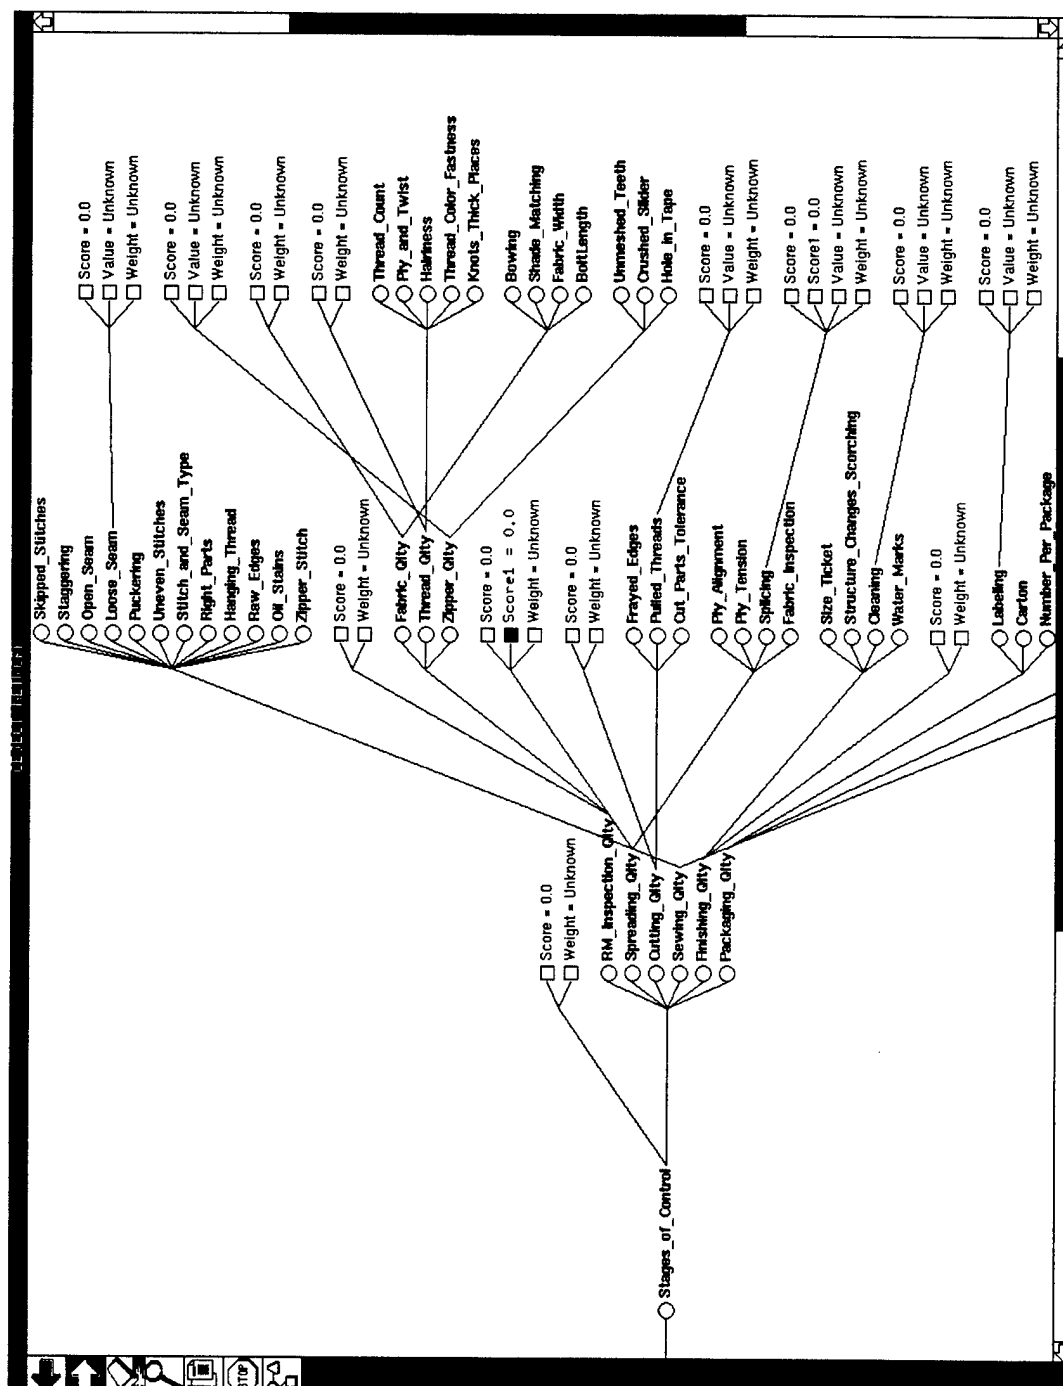 Stages_of_Control
Score = 0.0
Weight = Unknown
RM_Inspection_Qlty
Spreading_Qlty
Cutting_Qlty
Sewing_Qlty
Finishing_Qlty
Packaging_Qlty
Skipped_Stitches
Staggering
Open_Seam
Loose_Seam
Puckering
Uneven_Stitches
Stitch_and_Seam_Type
Right_Parts
Hanging_Thread
Raw_Edges
Oil_Stains
Zipper_Stitch
Score = 0.0
Weight = Unknown
Fabric_Qlty
Thread_Qlty
Zipper_Qlty
Score = 0.0
Score1 = 0.0
Weight = Unknown
Score = 0.0
Weight = Unknown
Frayed_Edges
Pulled_Threads
Cut_Parts_Tolerance
Ply_Alignment
Ply_Tension
Splicing
Fabric_Inspection
Size_Ticket
Structure_Changes_Scorching
Cleaning
Water_Marks
Score = 0.0
Weight = Unknown
Labeling
Carton
Number_Per_Package
Score = 0.0
Value = Unknown
Weight = Unknown
Score = 0.0
Value = Unknown
Weight = Unknown
Score = 0.0
Weight = Unknown
Score = 0.0
Weight = Unknown
Thread_Count
Ply_and_Twist
Hairiness
Thread_Color_Fastness
Knots_Thick_Places
Bowing
Shade_Matching
Fabric_Width
BoltLength
Unmeshed_Teeth
Crushed_Slider
Hole_in_Tape
Score = 0.0
Value = Unknown
Weight = Unknown
Score = 0.0
Score1 = 0.0
Value = Unknown
Weight = Unknown
Score = 0.0
Value = Unknown
Weight = Unknown
Score = 0.0
Value = Unknown
Weight = Unknown
STOP